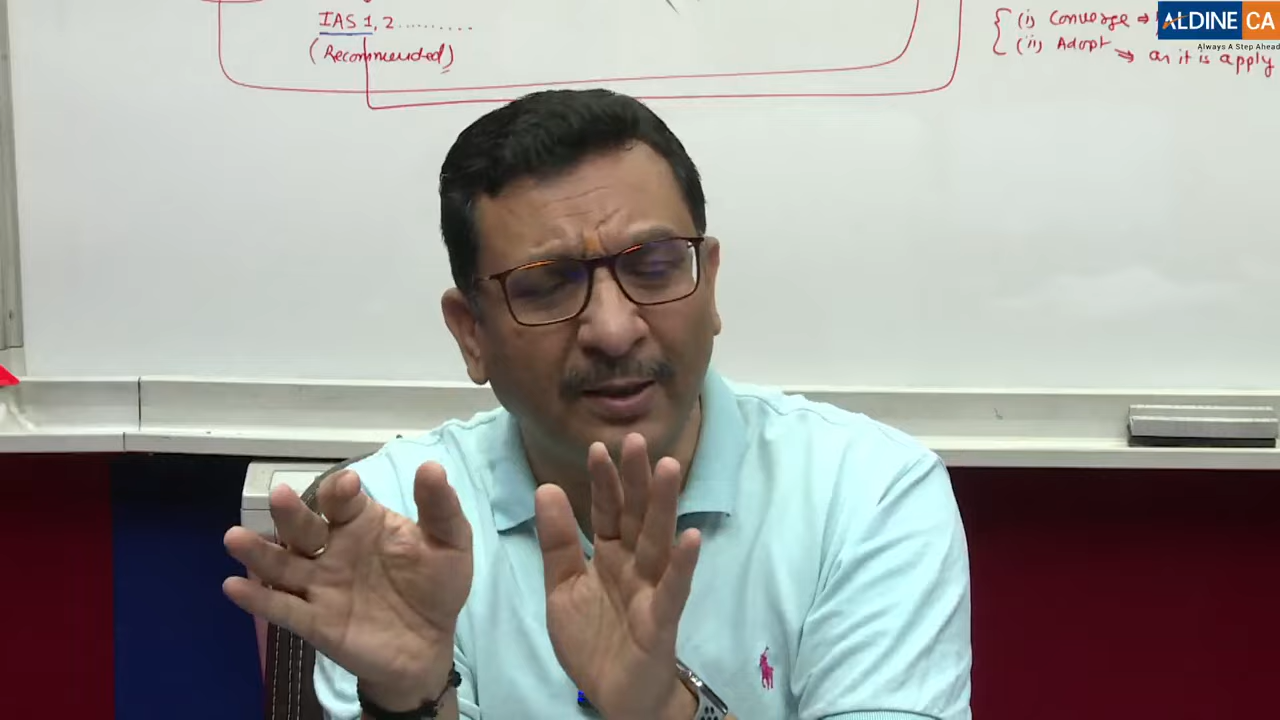 IAS 1, 2..........
(Recommended)
(i) Converge ⇒
(ii) Adopt ⇒ as it is apply
ALDINE CA
Always A Step Ahead